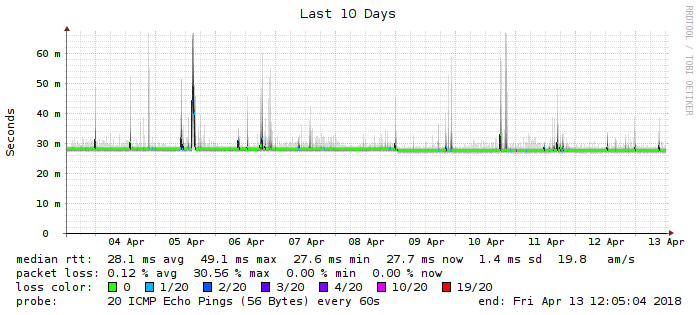 Last 10 Days
RRDTOOL / TOBI OETIKER
Seconds
60 m
50 m
40 m
30 m
20 m
10 m
0
04 Apr 05 Apr 06 Apr 07 Apr 08 Apr 09 Apr 10 Apr 11 Apr 12 Apr 13 Apr
median rtt: 28.1 ms avg 49.1 ms max 27.6 ms min 27.7 ms now 1.4 ms sd 19.8 am/s
packet loss: 0.12 % avg 30.56 % max 0.00 % min 0.00 % now
loss color: 0 1/20 2/20 3/20 4/20 10/20 19/20
probe: 20 ICMP Echo Pings (56 Bytes) every 60s end: Fri Apr 13 12:05:04 2018